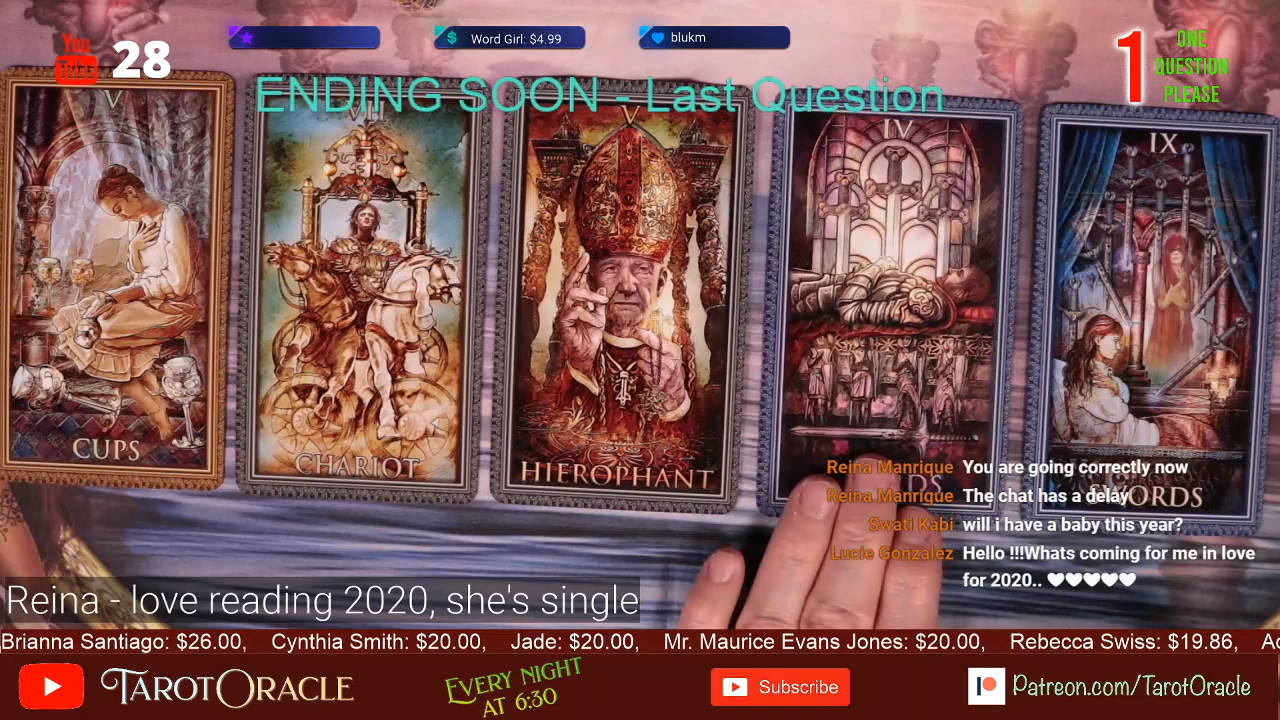 You
Tube
28
Word Girl: $4.99
blukm
1
ONE
QUESTION
PLEASE
ENDING SOON - Last Question
V
VII
V
IV
IX
CUPS
CHARIOT
HIEROPHANT
SWORDS
Reina Manrique You are going correctly now
Reina Manrique The chat has a delay
Swati Kabi will i have a baby this year?
Lucie Gonzalez Hello !!!Whats coming for me in love
for 2020.. ♥♥♥♥♥
Reina - love reading 2020, she's single
Brianna Santiago: $26.00, Cynthia Smith: $20.00, Jade: $20.00, Mr. Maurice Evans Jones: $20.00, Rebecca Swiss: $19.86,
TAROTORACLE
EVERY NIGHT
AT 6:30
Subscribe
Patreon.com/TarotOracle